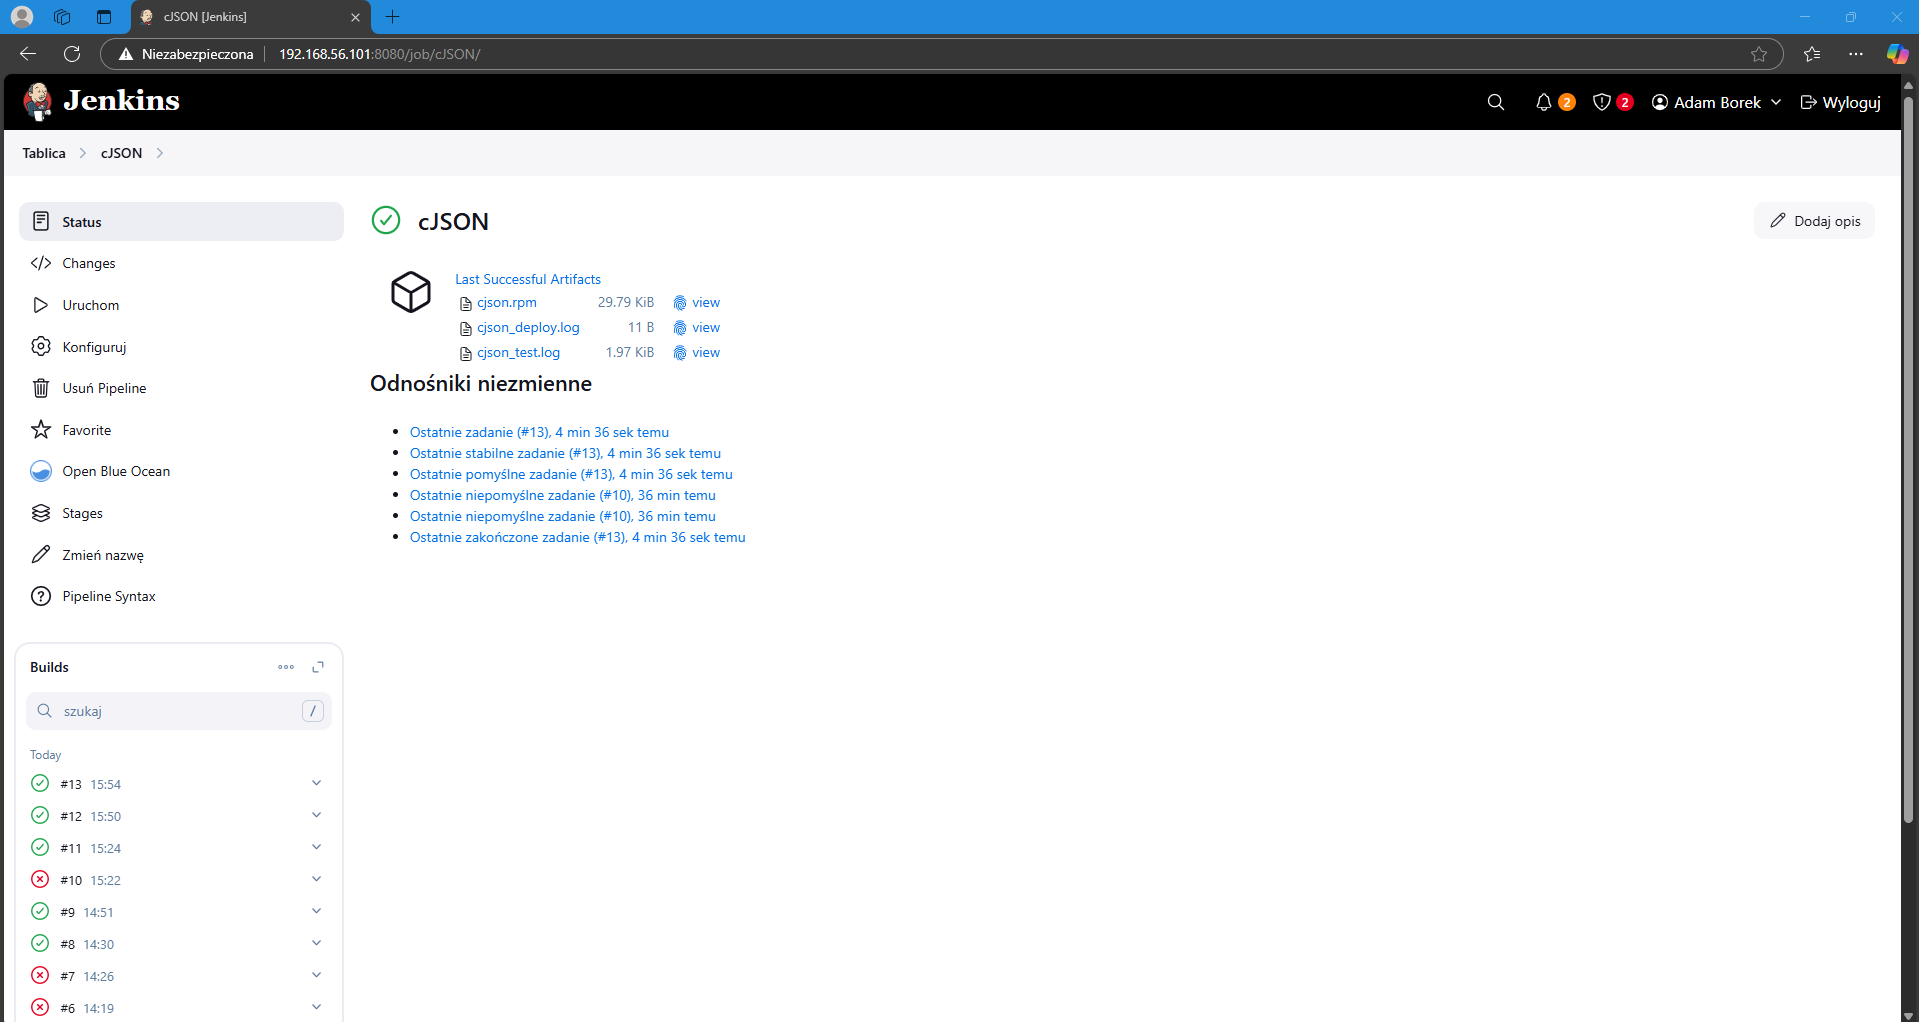 cJSON [Jenkins]
Niezabezpieczona 192.168.56.101:8080/job/cJSON/
Jenkins 2 2 Adam Borek Wyloguj
Tablica cJSON
Status
Changes
Uruchom
Konfiguruj
Usuń Pipeline
Favorite
Open Blue Ocean
Stages
Zmień nazwę
Pipeline Syntax
Builds
szukaj /
Today
#13 15:54
#12 15:50
#11 15:24
#10 15:22
#9 14:51
#8 14:30
#7 14:26
#6 14:19
cJSON
Dodaj opis
Last Successful Artifacts
cjson.rpm 29.79 KiB view
cjson_deploy.log 11 B view
cjson_test.log 1.97 KiB view
Odnośniki niezmienne
Ostatnie zadanie (#13), 4 min 36 sek temu
Ostatnie stabilne zadanie (#13), 4 min 36 sek temu
Ostatnie pomyślne zadanie (#13), 4 min 36 sek temu
Ostatnie niepomyślne zadanie (#10), 36 min temu
Ostatnie niepomyślne zadanie (#10), 36 min temu
Ostatnie zakończone zadanie (#13), 4 min 36 sek temu